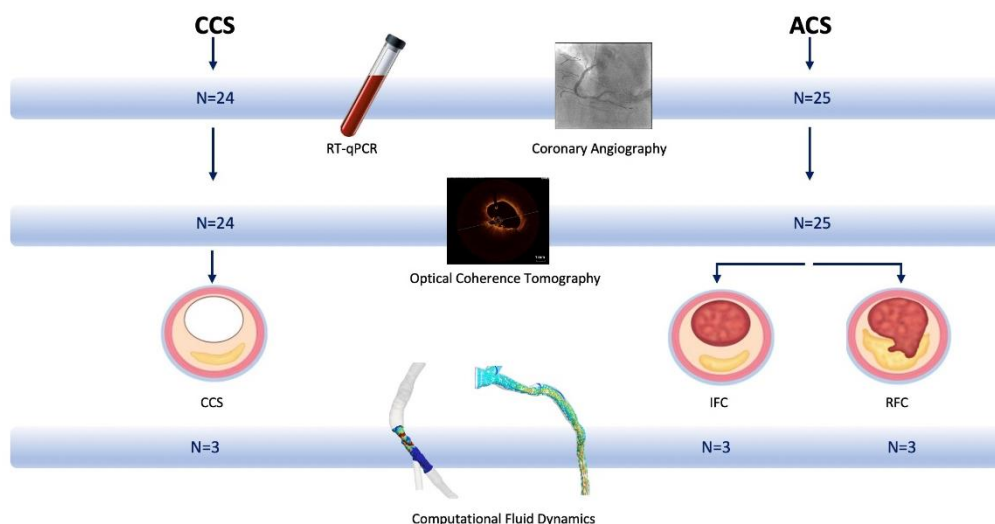 CCS
ACS
N=24
N=25
RT-qPCR
Coronary Angiography
N=24
N=25
Optical Coherence Tomography
CCS
IFC
RFC
N=3
N=3
N=3
Computational Fluid Dynamics